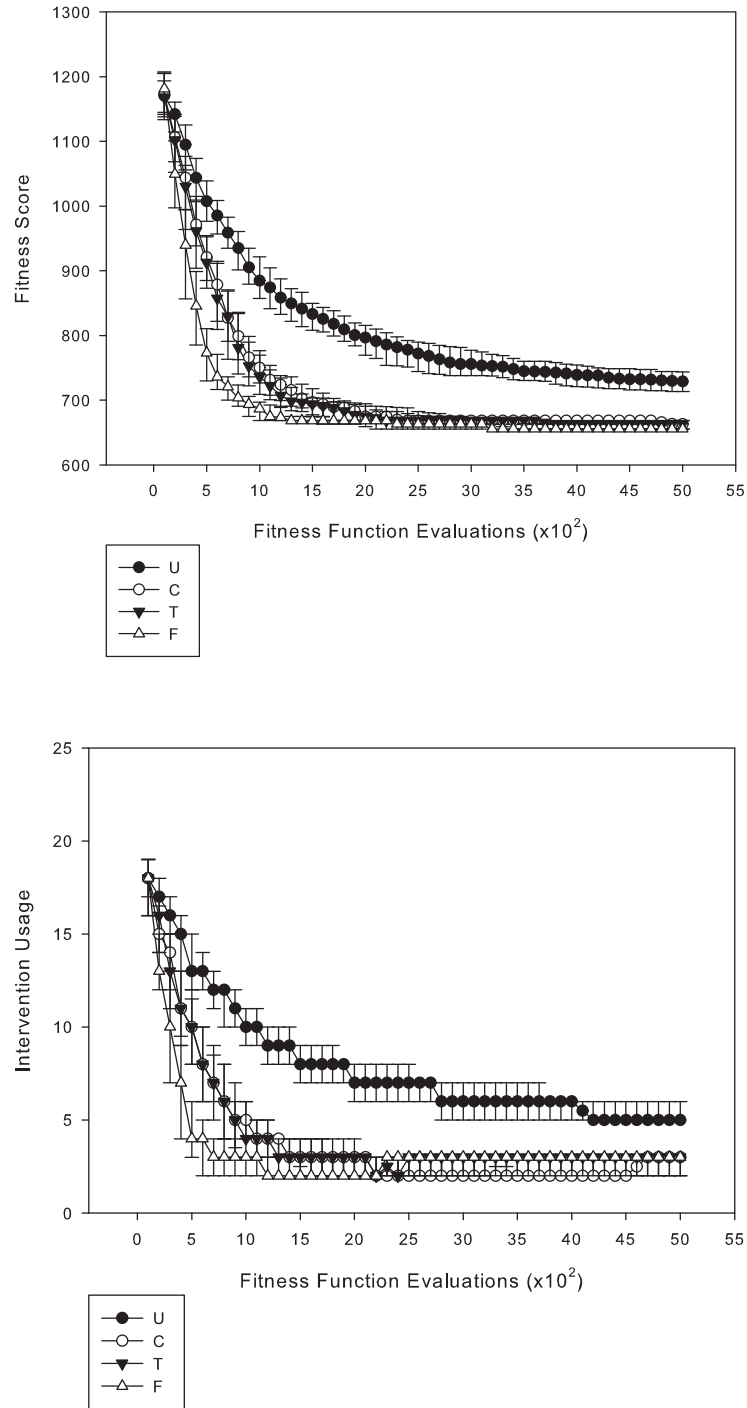 1300
1200
1100
1000
900
800
700
600
Fitness Score
0 5 10 15 20 25 30 35 40 45 50 55
Fitness Function Evaluations (x10²)
U
C
T
F
25
20
15
10
5
0
Intervention Usage
0 5 10 15 20 25 30 35 40 45 50 55
Fitness Function Evaluations (x10²)
U
C
T
F